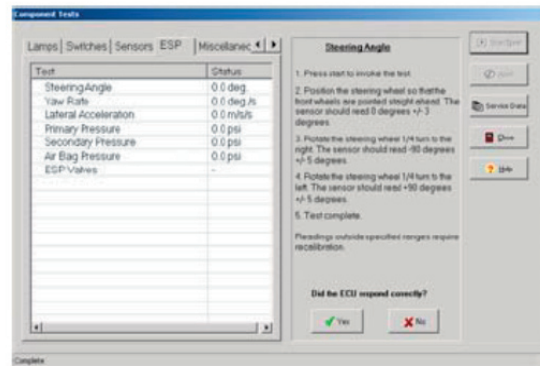 Component Tests
Lamps Switches Sensors ESP Miscellanec
Test Status
Steering Angle 0.0 deg.
Yaw Rate 0.0 deg./s
Lateral Acceleration 0.0 m/s/s
Primary Pressure 0.0 psi
Secondary Pressure 0.0 psi
Air Bag Pressure 0.0 psi
ESP Valves -
Steering Angle
1. Press start to invoke the test.
2. Position the steering wheel so that the
front wheels are pointed straight ahead. The
sensor should read 0 degrees +/- 3
degrees.
3. Rotate the steering wheel 1/4 turn to the
right. The sensor should read -90 degrees
+/- 5 degrees.
4. Rotate the steering wheel 1/4 turn to the
left. The sensor should read +90 degrees
+/- 5 degrees.
5. Test complete.
Readings outside specified ranges require
recalibration.
Did the ECU respond correctly?
Yes
No
Service Data
Close
Help
Complete